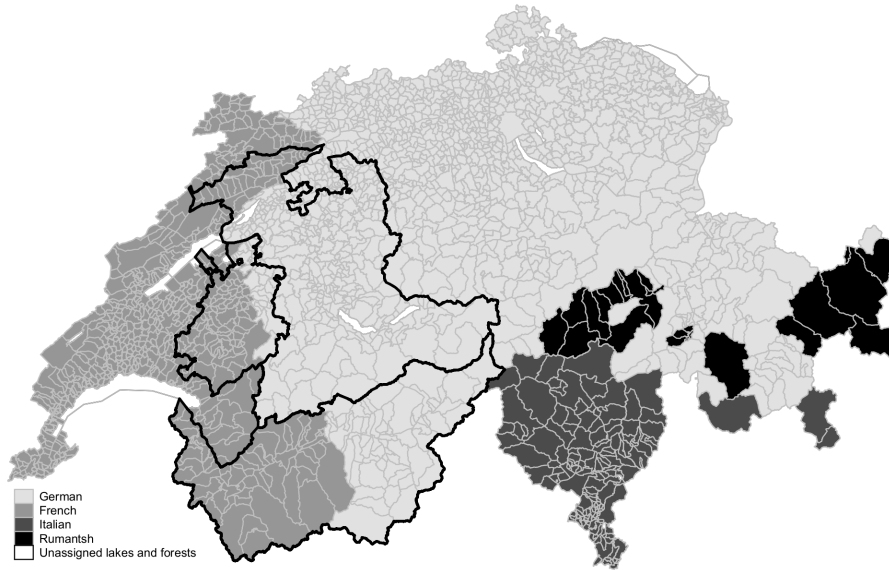 German
French
Italian
Rumantsh
Unassigned lakes and forests